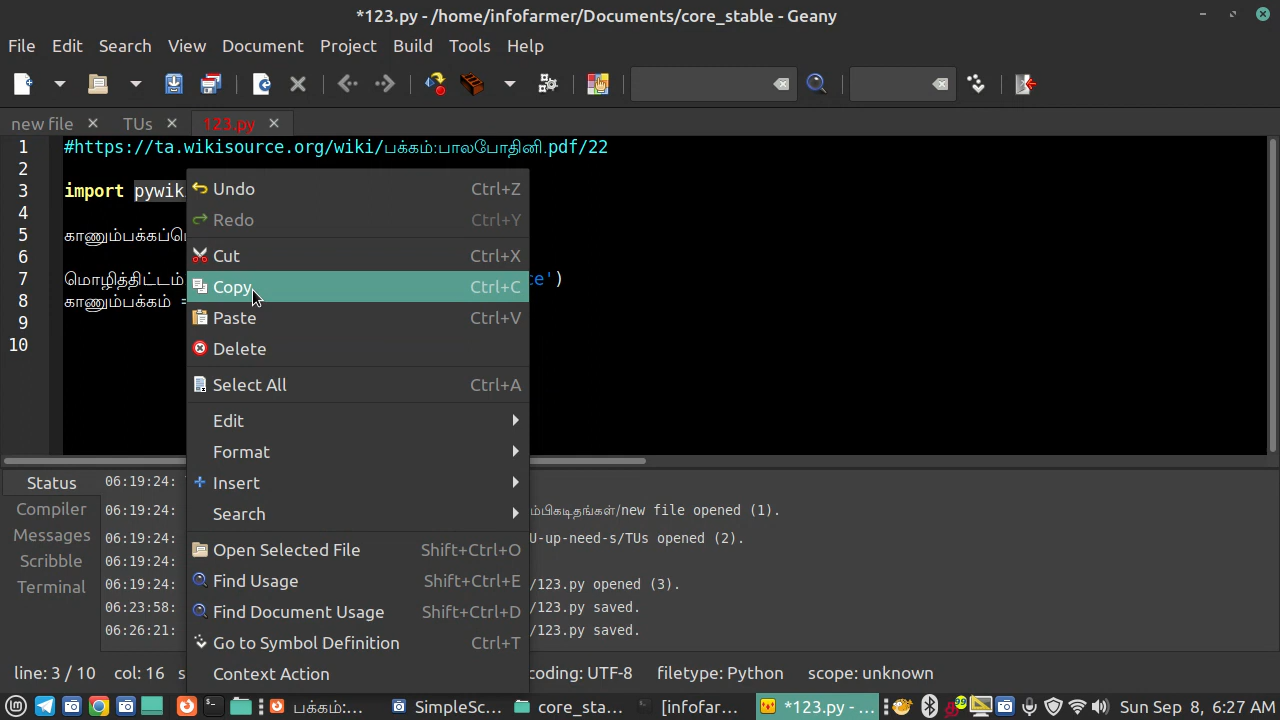 *123.py - /home/infofarmer/Documents/core_stable - Geany
File Edit Search View Document Project Build Tools Help
new file TUs 123.py
1 #https://ta.wikisource.org/wiki/பக்கம்:பாலபோதினி.pdf/22
2
3 import pywik
4
5 காணும்பக்கப்பெ
6
7 மொழித்திட்டம் ce')
8 காணும்பக்கம் =
9
10
Undo Ctrl+Z
Redo Ctrl+Y
Cut Ctrl+X
Copy Ctrl+C
Paste Ctrl+V
Delete
Select All Ctrl+A
Edit
Format
Insert
Search
Open Selected File Shift+Ctrl+O
Find Usage Shift+Ctrl+E
Find Document Usage Shift+Ctrl+D
Go to Symbol Definition Ctrl+T
Context Action
Status
Compiler
Messages
Scribble
Terminal
06:19:24:
06:19:24: ம்பிகடிதங்கள்/new file opened (1).
06:19:24: U-up-need-s/TUs opened (2).
06:19:24:
06:19:24: /123.py opened (3).
06:23:58: /123.py saved.
06:26:21: /123.py saved.
line: 3 / 10 col: 16 s coding: UTF-8 filetype: Python scope: unknown
பக்கம்:... SimpleSc... core_sta... [infofar... *123.py - ... 99 Sun Sep 8, 6:27 AM